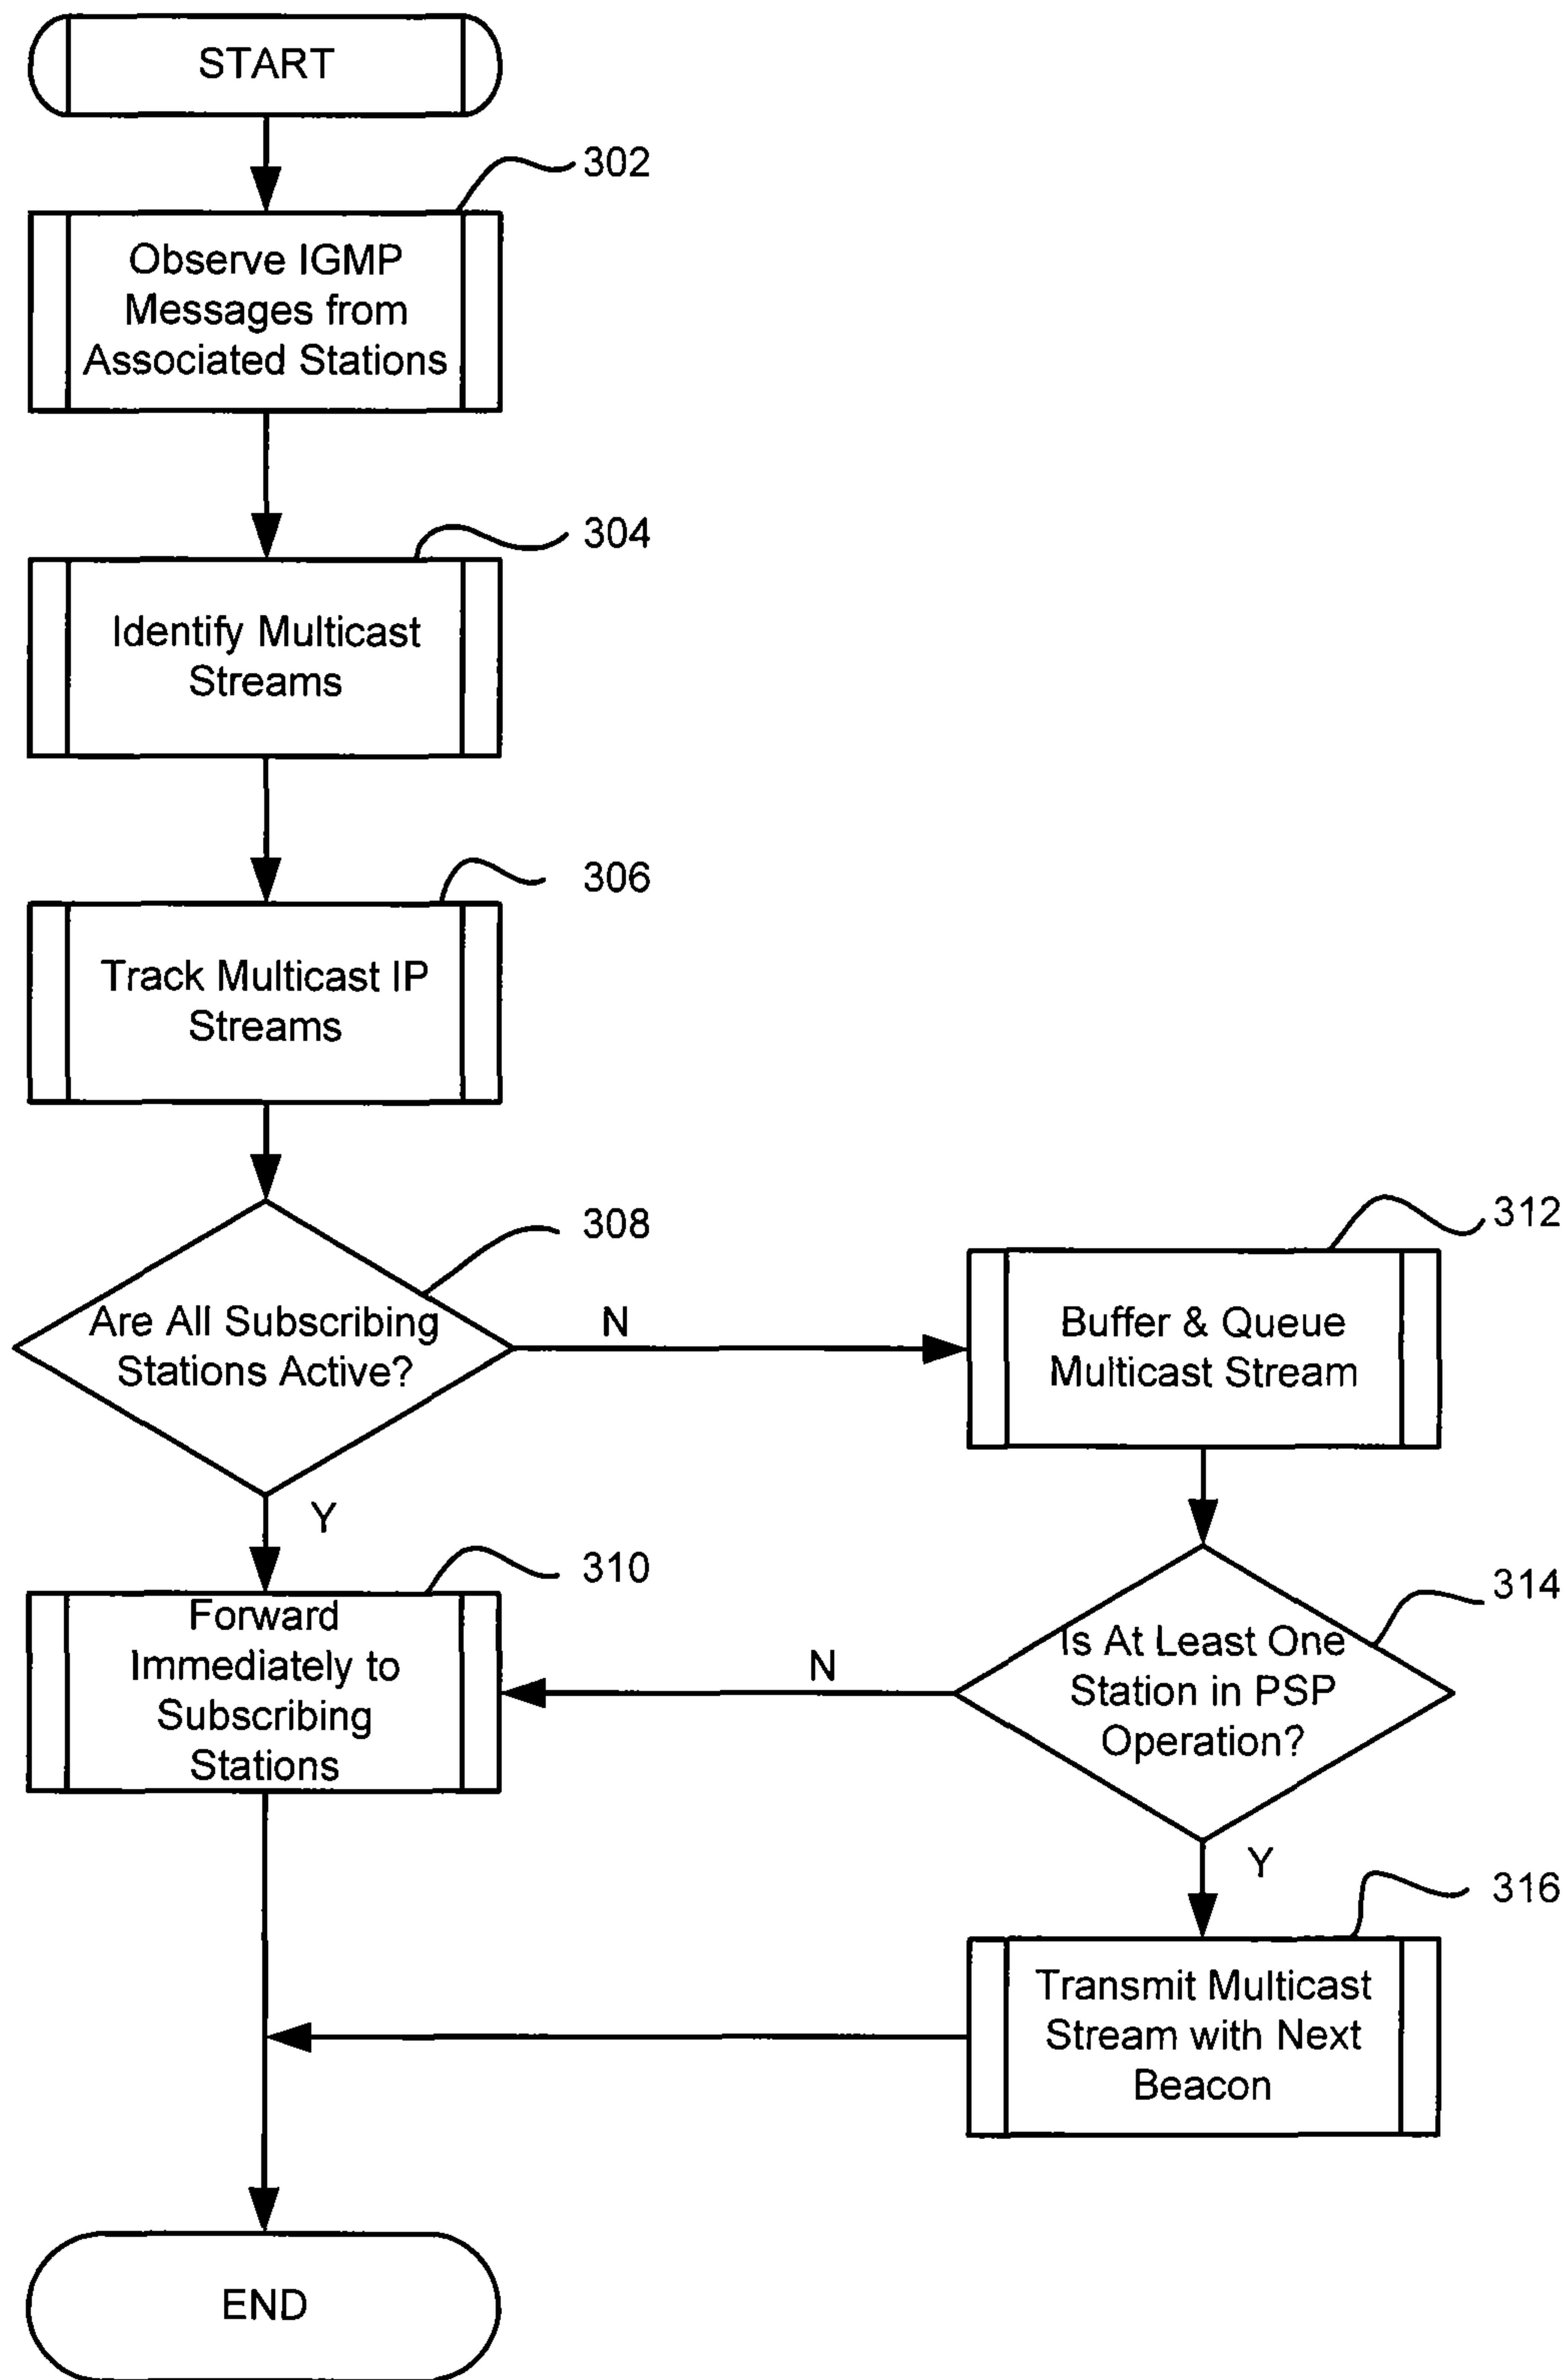 START
302
Observe IGMP
Messages from
Associated Stations
304
Identify Multicast
Streams
306
Track Multicast IP
Streams
308
Are All Subscribing
Stations Active?
N
Y
312
Buffer & Queue
Multicast Stream
310
Forward
Immediately to
Subscribing
Stations
314
Is At Least One
Station in PSP
Operation?
N
Y
316
Transmit Multicast
Stream with Next
Beacon
END